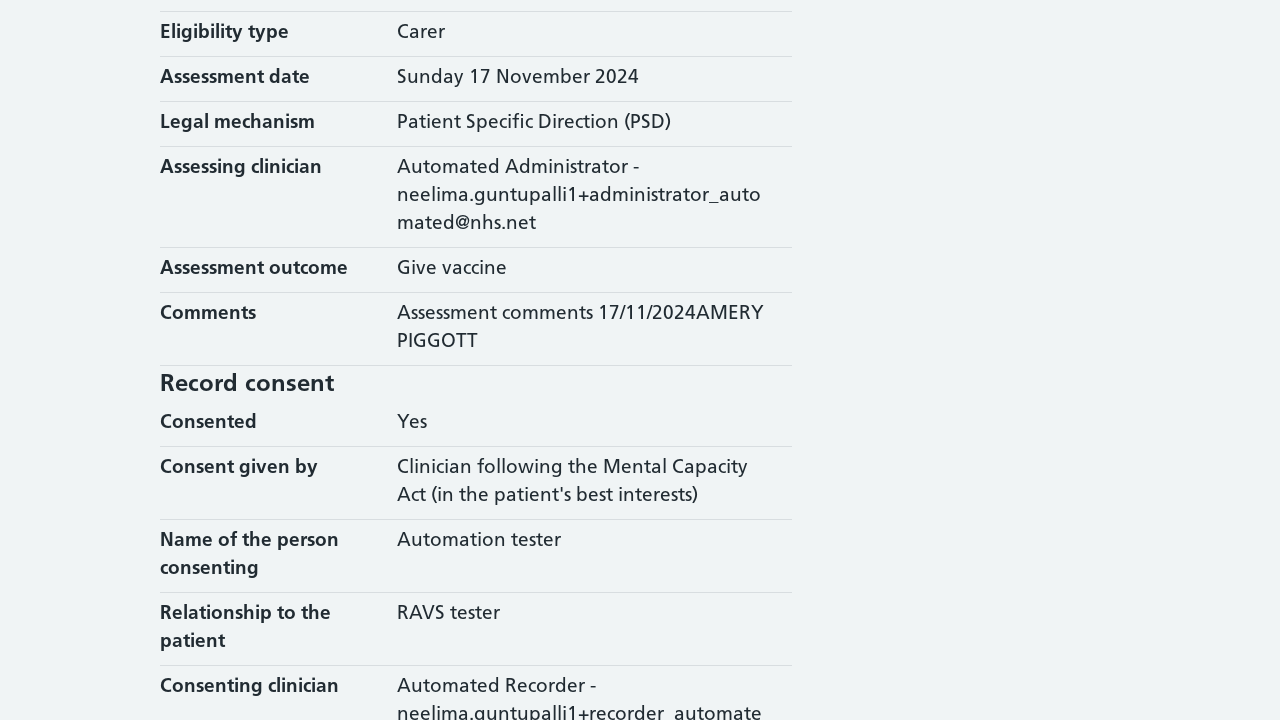 Eligibility type Carer
Assessment date Sunday 17 November 2024
Legal mechanism Patient Specific Direction (PSD)
Assessing clinician Automated Administrator -
neelima.guntupalli1+administrator_auto
mated@nhs.net
Assessment outcome Give vaccine
Comments Assessment comments 17/11/2024AMERY
PIGGOTT
Record consent
Consented Yes
Consent given by Clinician following the Mental Capacity
Act (in the patient's best interests)
Name of the person Automation tester
consenting
Relationship to the RAVS tester
patient
Consenting clinician Automated Recorder -
neelima.guntupalli1+recorder_automate